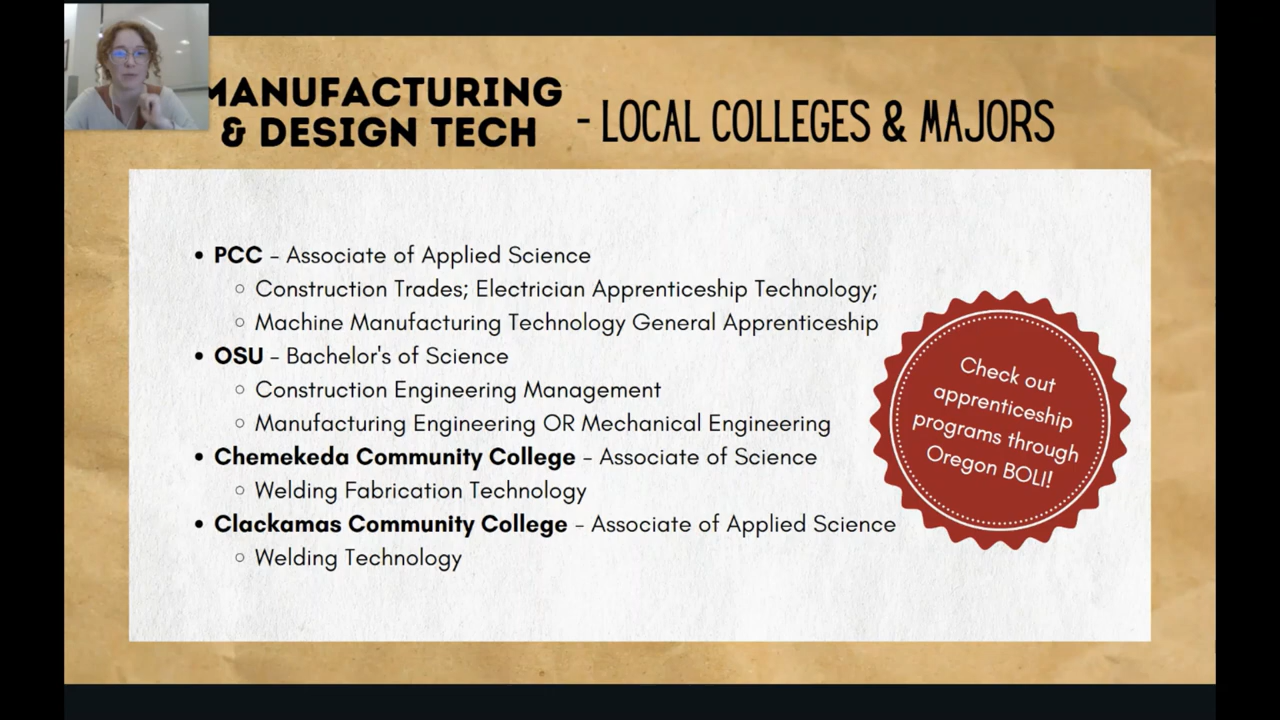 MANUFACTURING
& DESIGN TECH
- LOCAL COLLEGES & MAJORS
• PCC - Associate of Applied Science
○ Construction Trades; Electrician Apprenticeship Technology;
○ Machine Manufacturing Technology General Apprenticeship
• OSU - Bachelor's of Science
○ Construction Engineering Management
○ Manufacturing Engineering OR Mechanical Engineering
• Chemekeda Community College - Associate of Science
○ Welding Fabrication Technology
• Clackamas Community College - Associate of Applied Science
○ Welding Technology
Check out
apprenticeship
programs through
Oregon BOLI!